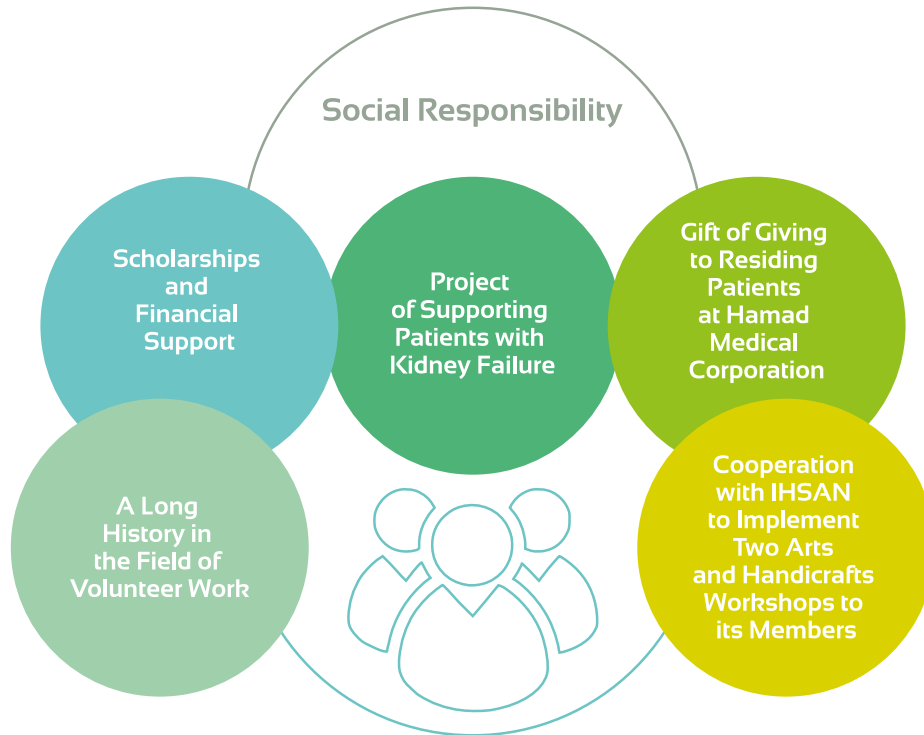 Social Responsibility
Scholarships
and
Financial
Support
Project
of Supporting
Patients with
Kidney Failure
Gift of Giving
to Residing
Patients
at Hamad
Medical
Corporation
A Long
History in
the Field of
Volunteer Work
Cooperation
with IHSAN
to Implement
Two Arts
and Handicrafts
Workshops to
its Members